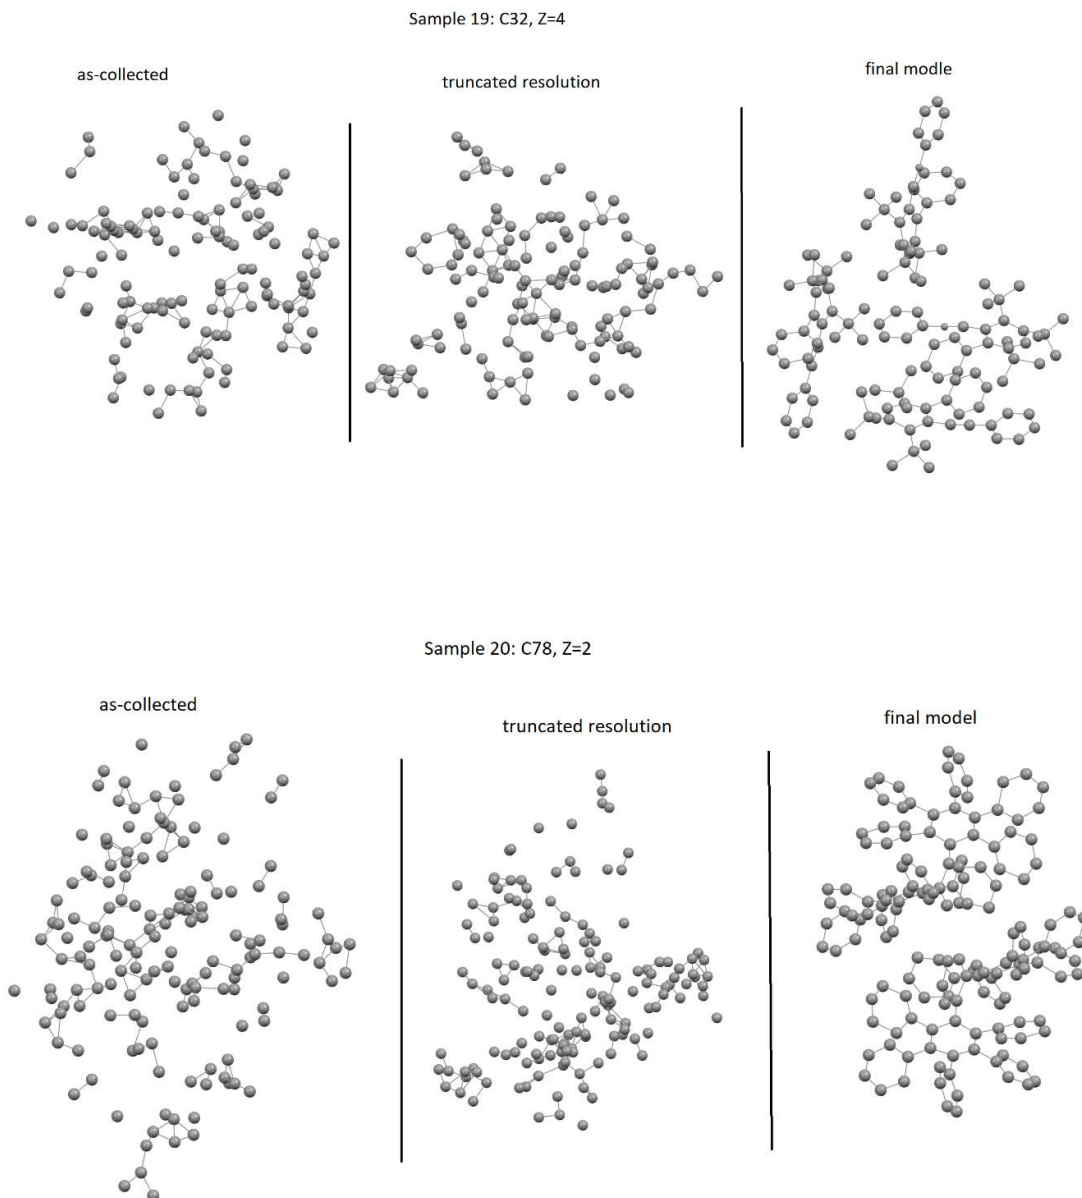 Sample 19: C32, Z=4
as-collected
truncated resolution
final modle
Sample 20: C78, Z=2
as-collected
truncated resolution
final model